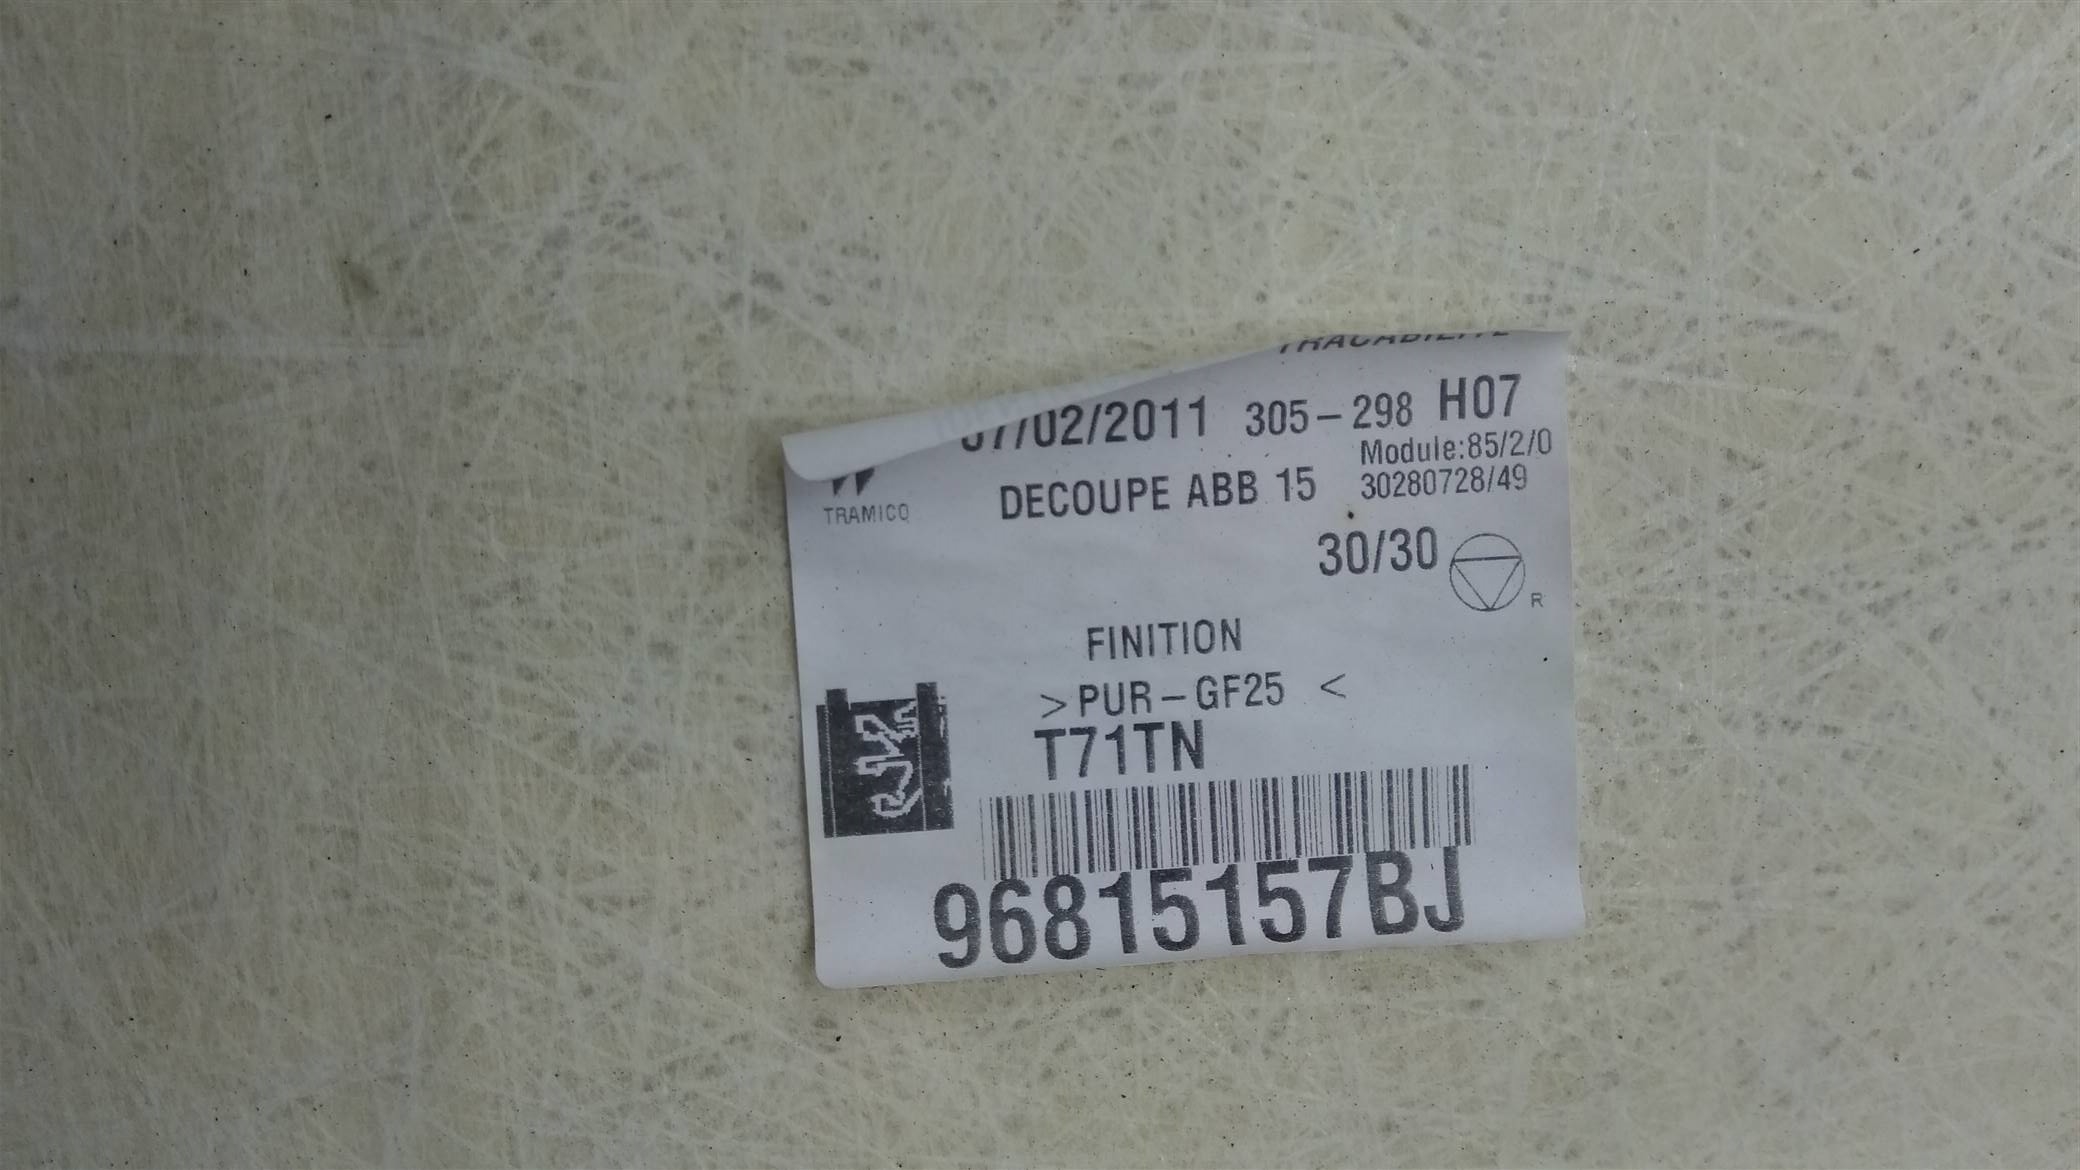 TRACABILITE
07/02/2011 305-298 H07
Module:85/2/0
DECOUPE ABB 15 30280728/49
TRAMICO
30/30
R
FINITION
>PUR-GF25 <
T71TN
96815157BJ